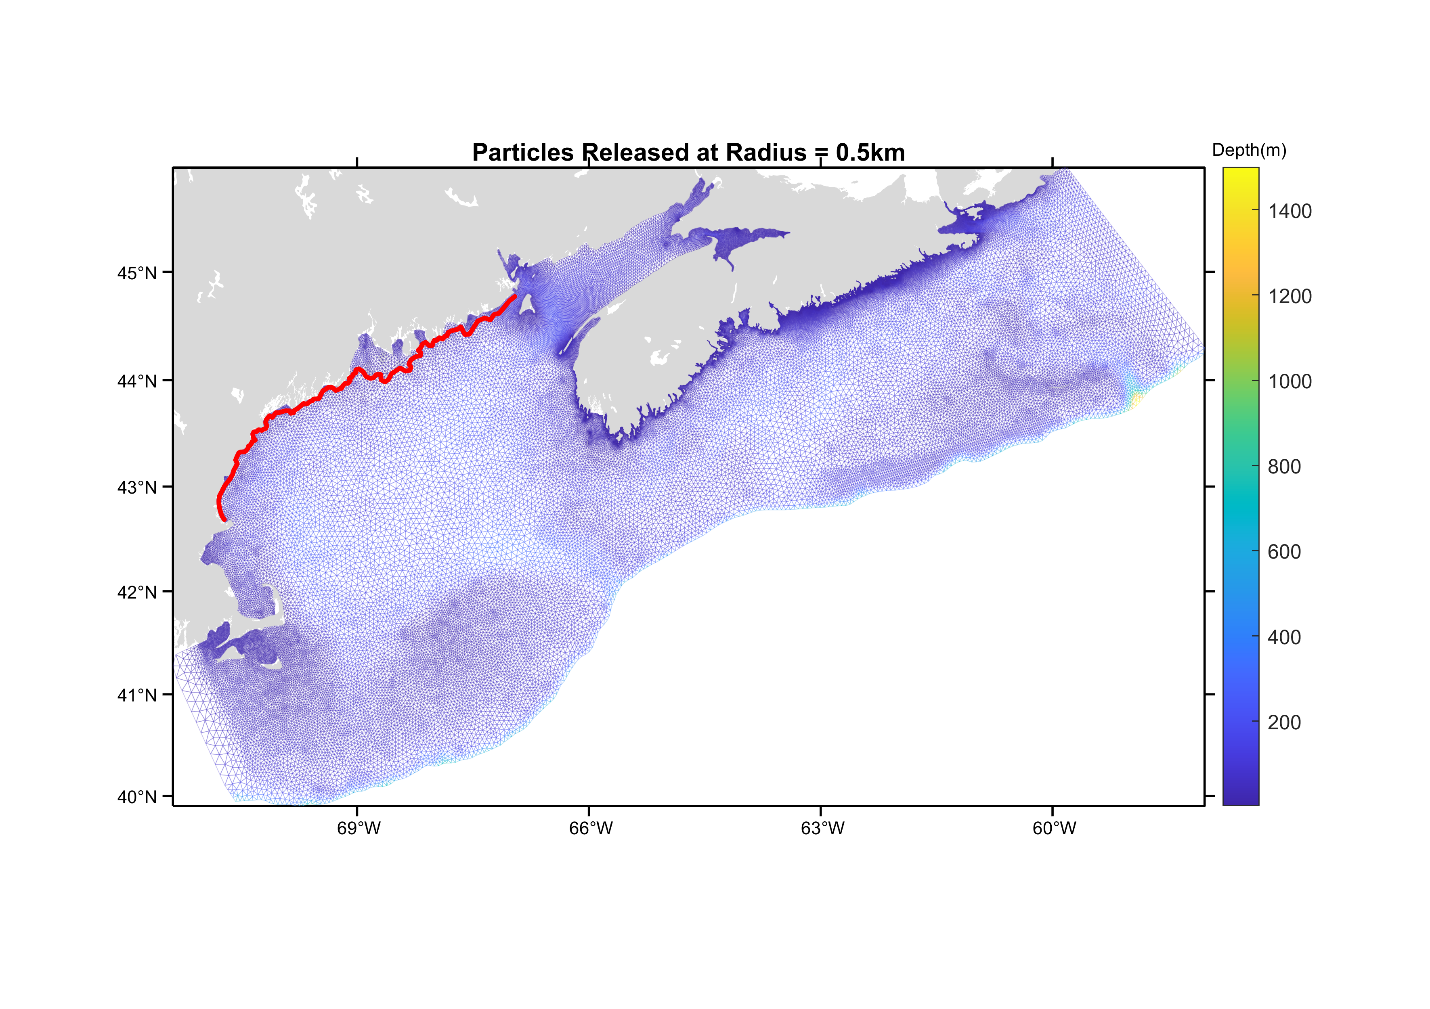 Particles Released at Radius = 0.5km
Depth(m)
1400
1200
1000
800
600
400
200
45°N
44°N
43°N
42°N
41°N
40°N
69°W
66°W
63°W
60°W